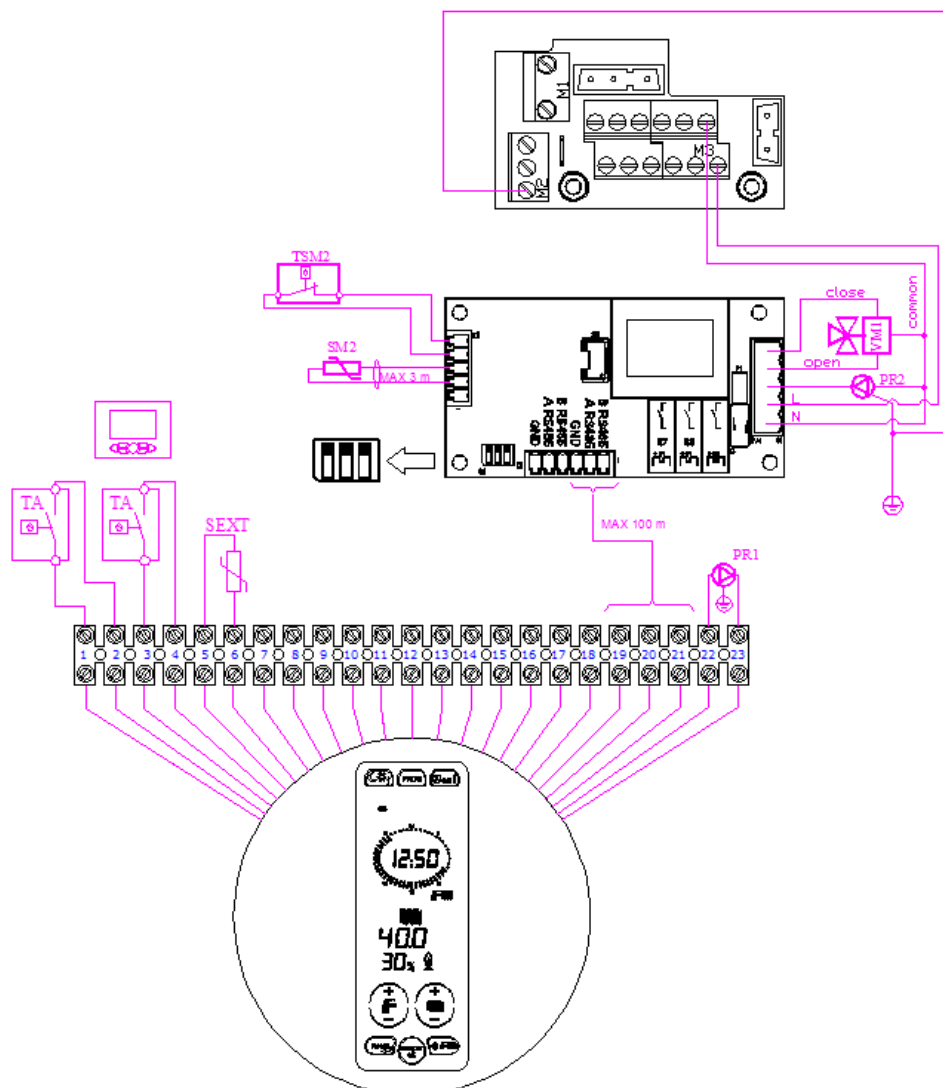 M1
M3
M2
TSM2
SM2
MAX 3 m
close
common
VM1
open
PR2
L
N
GND
A RS485
B RS485
GND
A RS485
B RS485
MAX 100 m
TA
TA
SEXT
PR1
1 2 3 4 5 6 7 8 9 10 11 12 13 14 15 16 17 18 19 20 21 22 23
12:50
40.0
30%